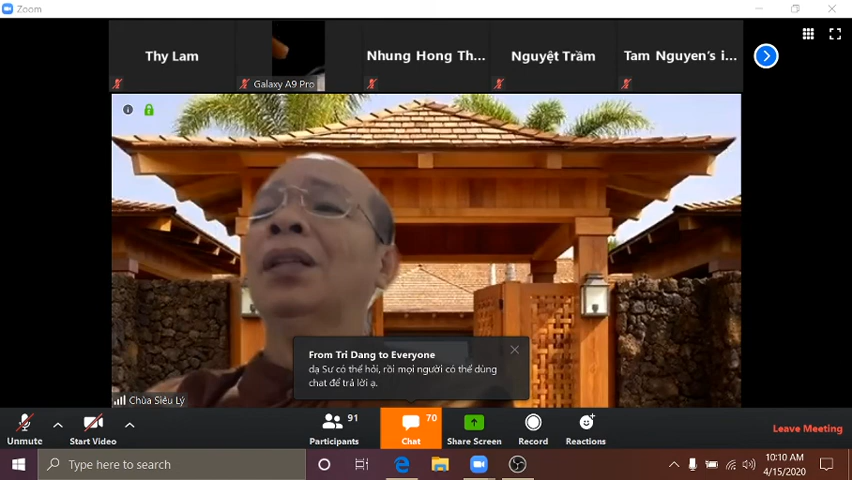 Zoom
Thy Lam
Galaxy A9 Pro
Nhung Hong Th...
Nguyệt Trầm
Tam Nguyen's i...
From Tri Dang to Everyone
dạ Sư có thể hỏi, rồi mọi người có thể dùng
chat để trả lời ạ.
Chùa Siêu Lý
Unmute
Start Video
91
Participants
70
Chat
Share Screen
Record
Reactions
Leave Meeting
Type here to search
10:10 AM
4/15/2020